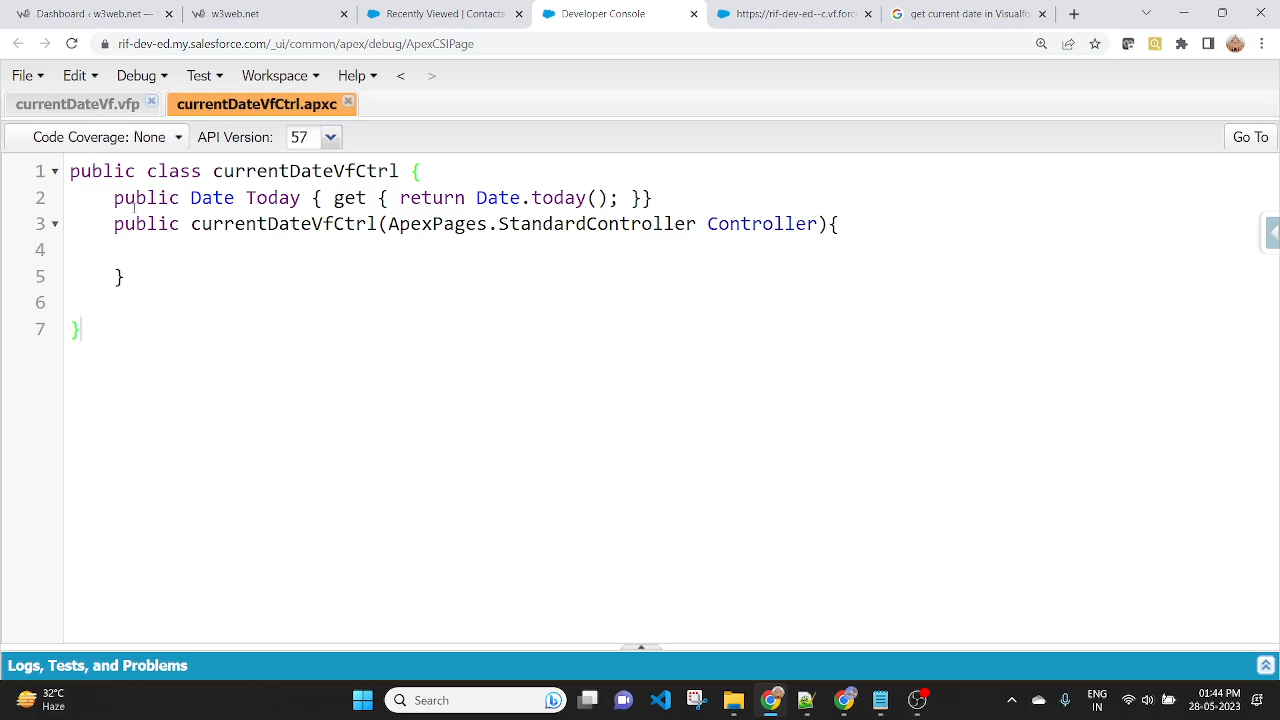 Dashboard ‹ w3web.net —
w3web.net
Recently Viewed | Contacts
Developer Console
https://rif-dev-ed--c.vf.forc
get current date in Visualfo
rif-dev-ed.my.salesforce.com/_ui/common/apex/debug/ApexCSIPage
File Edit Debug Test Workspace Help < >
currentDateVf.vfp currentDateVfCtrl.apxc
Code Coverage: None API Version: 57 Go To
1 public class currentDateVfCtrl {
2 public Date Today { get { return Date.today(); }}
3 public currentDateVfCtrl(ApexPages.StandardController Controller){
4
5 }
6
7 }
Logs, Tests, and Problems
32°C
Haze
Search
ENG
IN
01:44 PM
28-05-2023